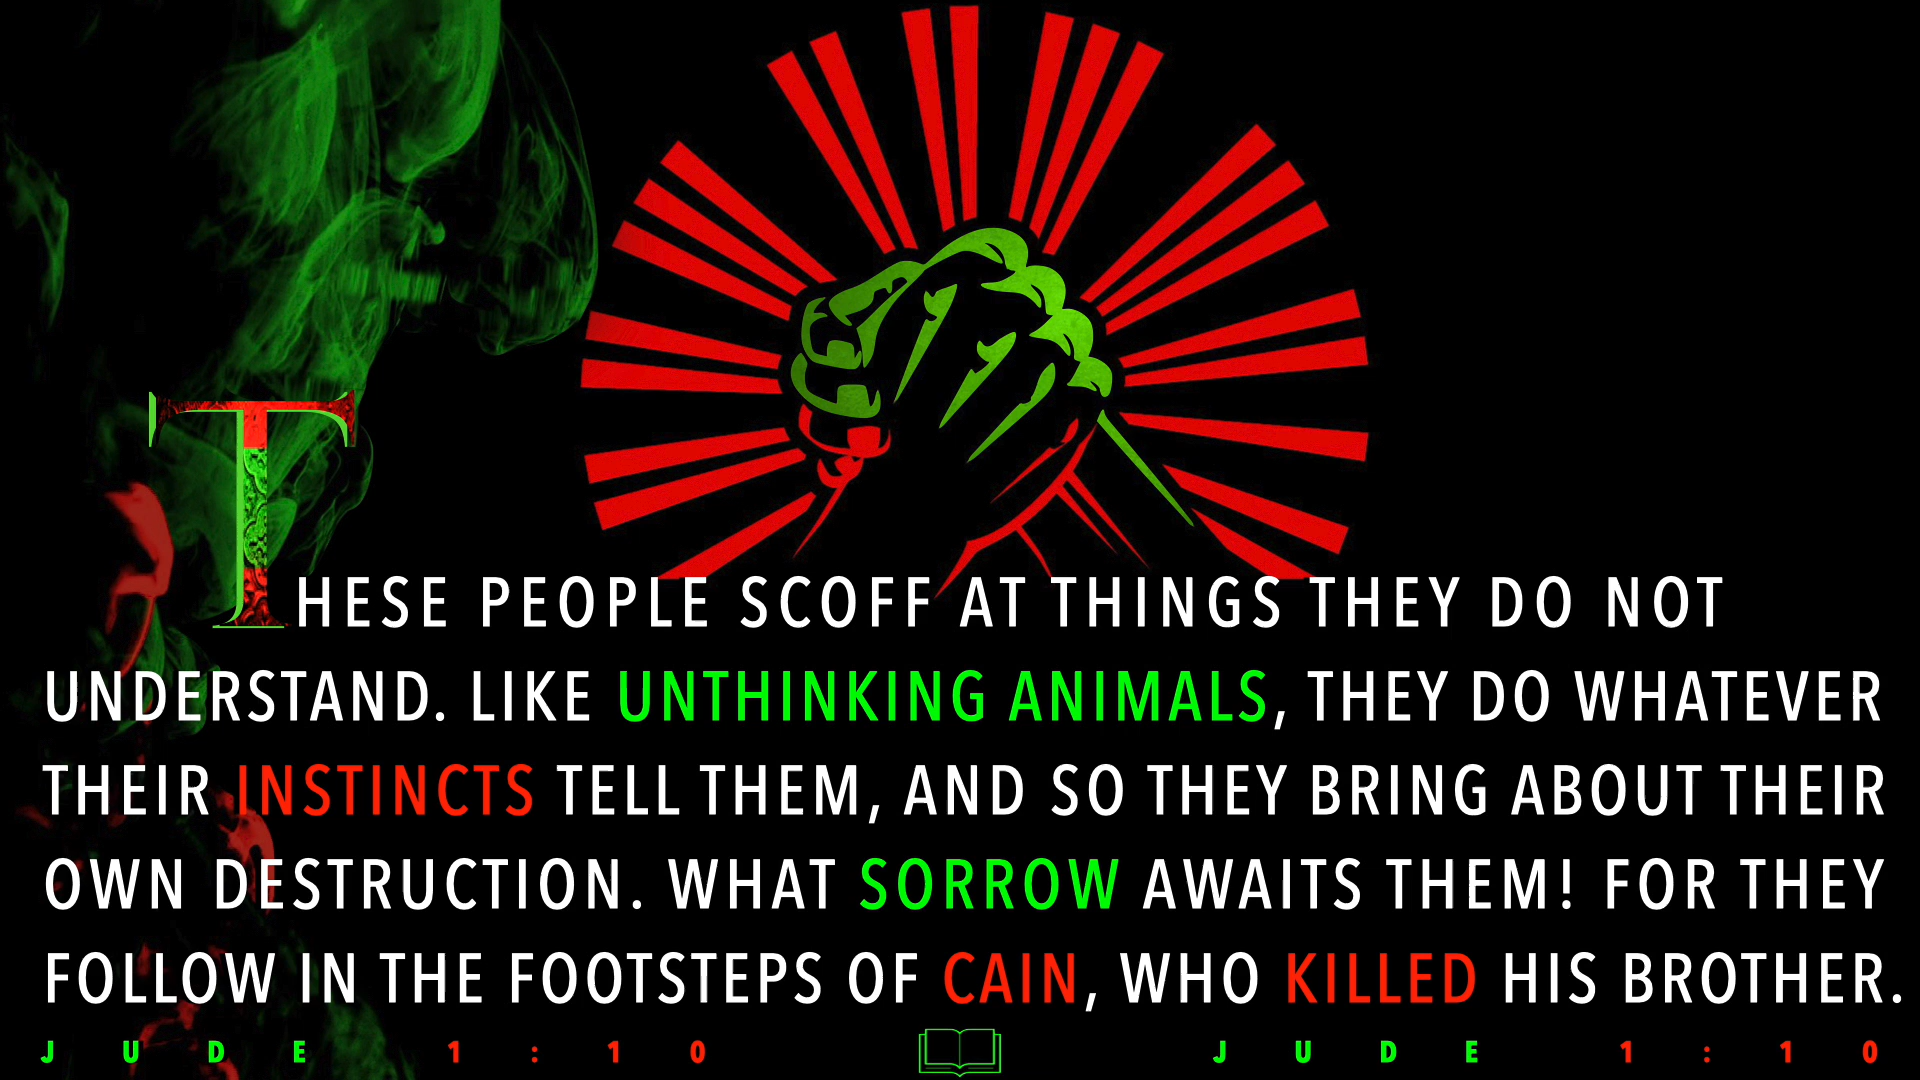 THESE PEOPLE SCOFF AT THINGS THEY DO NOT
UNDERSTAND. LIKE UNTHINKING ANIMALS, THEY DO WHATEVER
THEIR INSTINCTS TELL THEM, AND SO THEY BRING ABOUT THEIR
OWN DESTRUCTION. WHAT SORROW AWAITS THEM! FOR THEY
FOLLOW IN THE FOOTSTEPS OF CAIN, WHO KILLED HIS BROTHER.
JUDE 1:10 JUDE 1:10